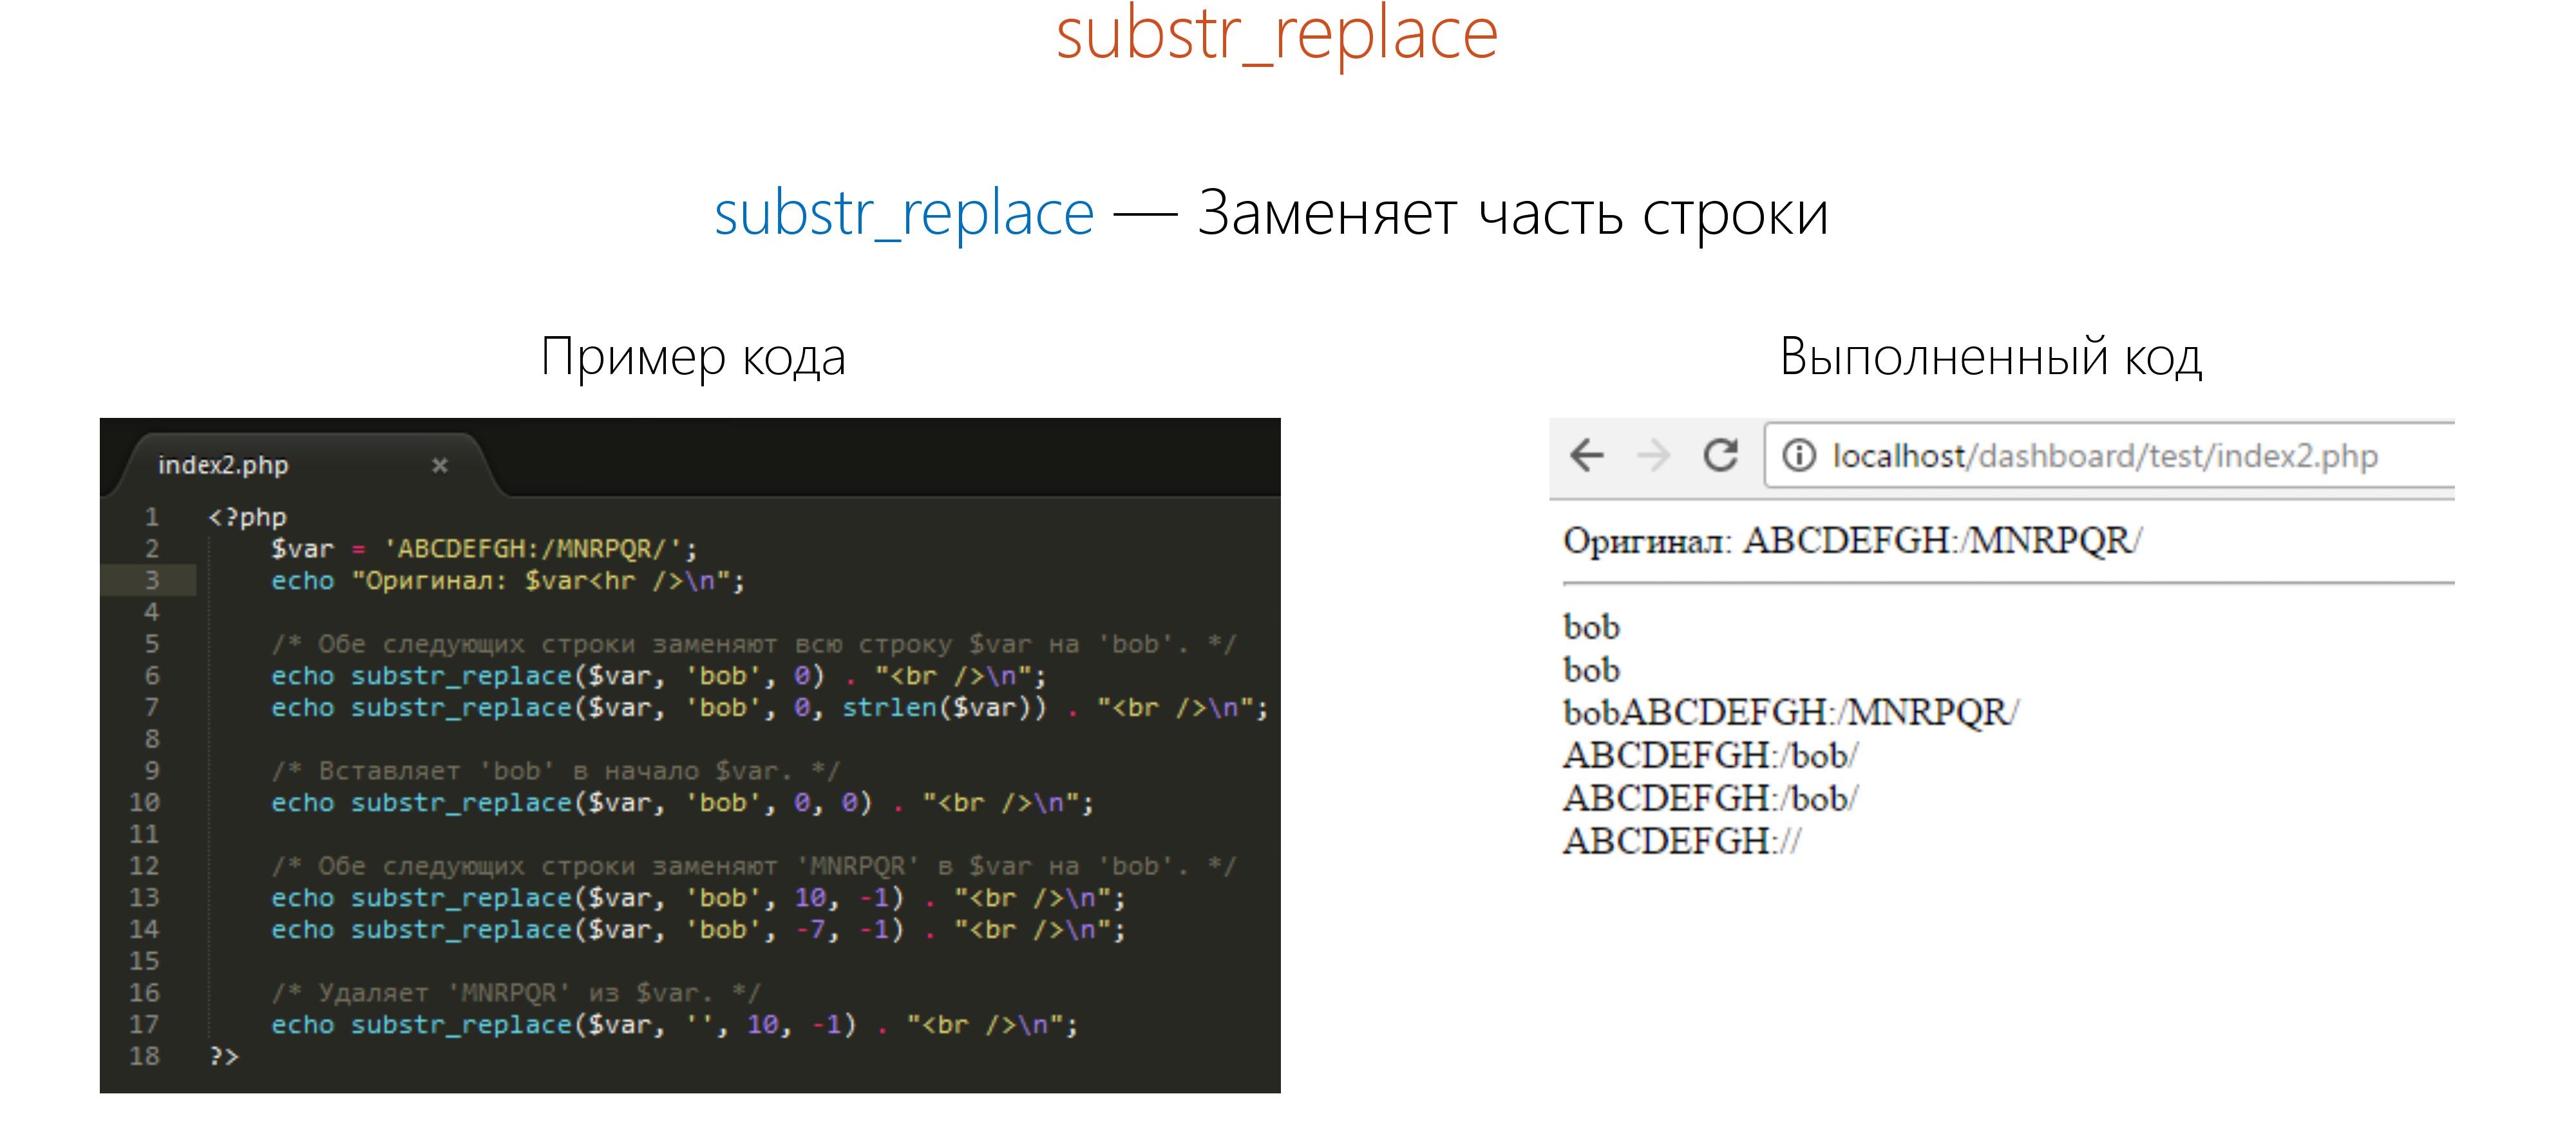 substr_replace
substr_replace — Заменяет часть строки
Пример кода
index2.php ×
1 <?php
2 $var = 'ABCDEFGH:/MNRPQR/';
3 echo "Оригинал: $var<hr />\n";
4
5 /* Обе следующих строки заменяют всю строку $var на 'bob'. */
6 echo substr_replace($var, 'bob', 0) . "<br />\n";
7 echo substr_replace($var, 'bob', 0, strlen($var)) . "<br />\n";
8
9 /* Вставляет 'bob' в начало $var. */
10 echo substr_replace($var, 'bob', 0, 0) . "<br />\n";
11
12 /* Обе следующих строки заменяют 'MNRPQR' в $var на 'bob'. */
13 echo substr_replace($var, 'bob', 10, -1) . "<br />\n";
14 echo substr_replace($var, 'bob', -7, -1) . "<br />\n";
15
16 /* Удаляет 'MNRPQR' из $var. */
17 echo substr_replace($var, '', 10, -1) . "<br />\n";
18 ?>
Выполненный код
localhost/dashboard/test/index2.php
Оригинал: ABCDEFGH:/MNRPQR/
bob
bob
bobABCDEFGH:/MNRPQR/
ABCDEFGH:/bob/
ABCDEFGH:/bob/
ABCDEFGH://